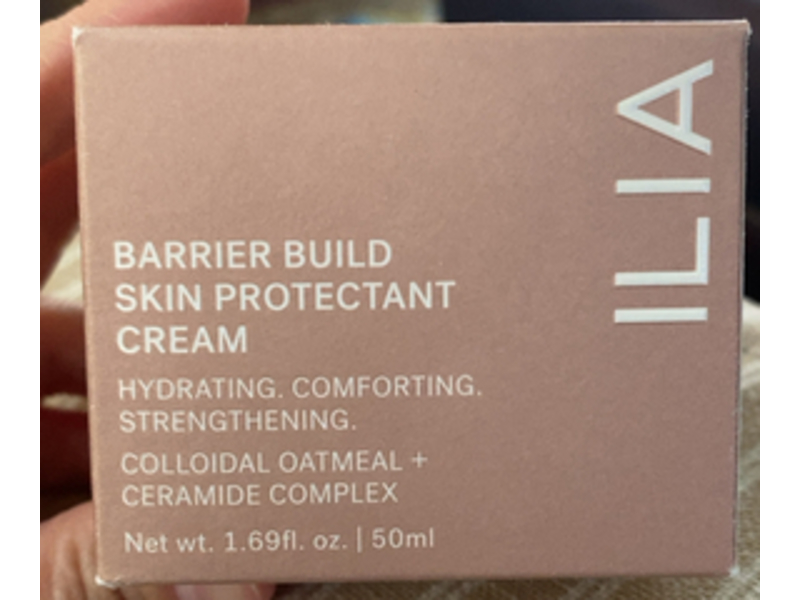 ILIA
BARRIER BUILD
SKIN PROTECTANT
CREAM
HYDRATING. COMFORTING.
STRENGTHENING.
COLLOIDAL OATMEAL +
CERAMIDE COMPLEX
Net wt. 1.69fl. oz. | 50ml